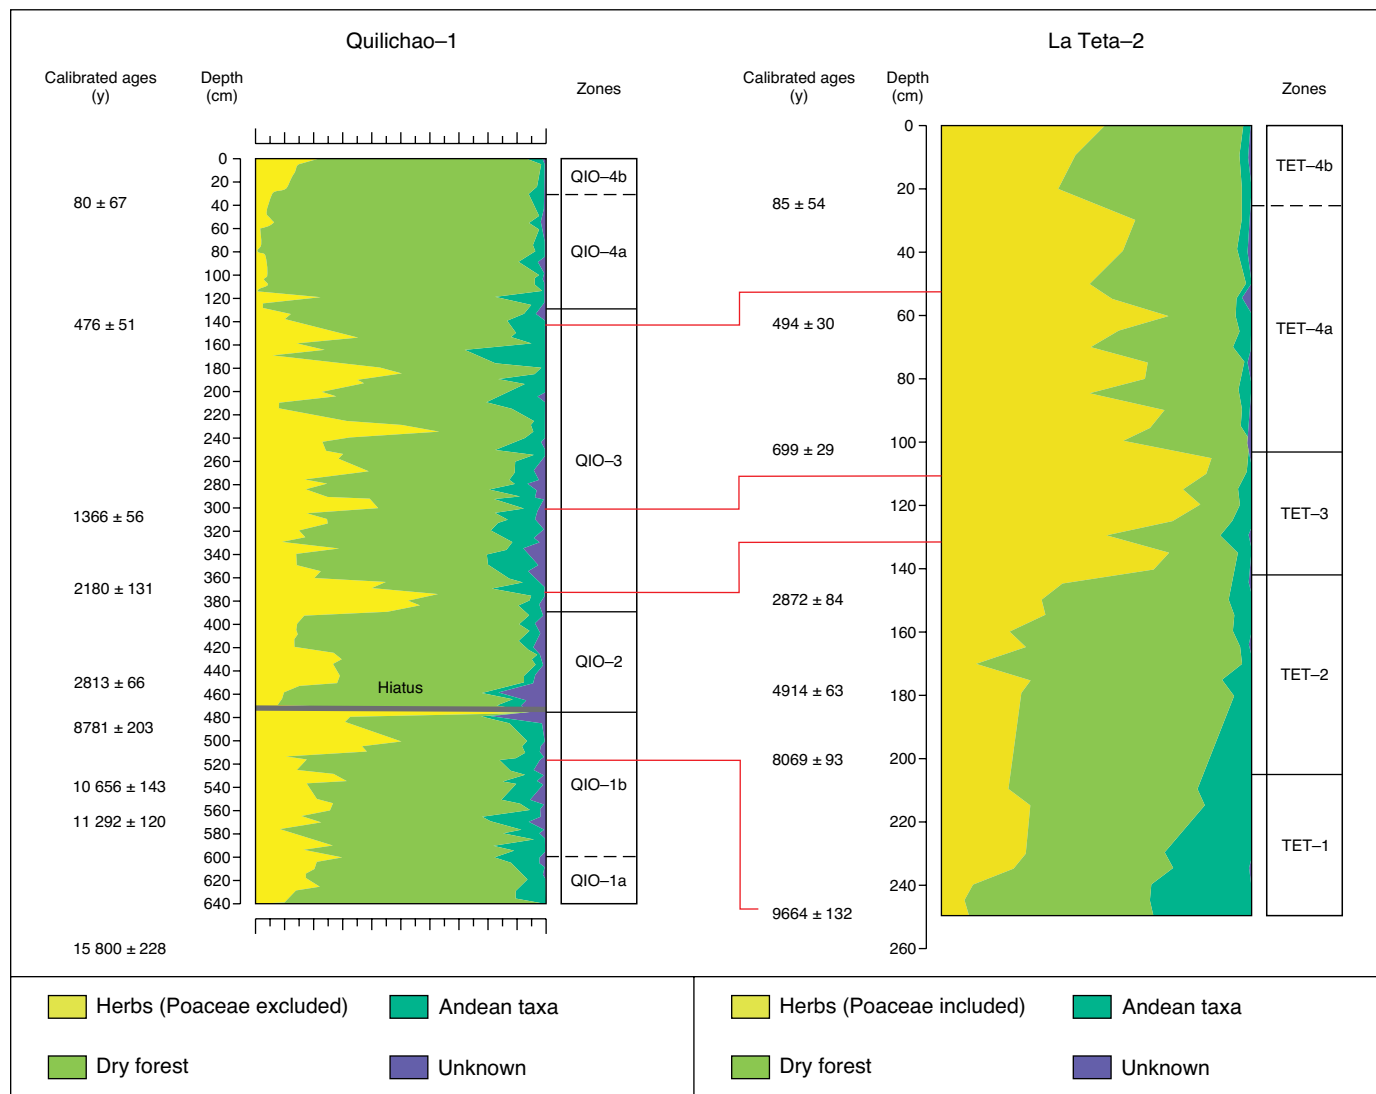 Quilichao–1
La Teta–2
Calibrated ages
(y)
Depth
(cm)
Zones
Calibrated ages
(y)
Depth
(cm)
Zones
80 ± 67
476 ± 51
1366 ± 56
2180 ± 131
2813 ± 66
8781 ± 203
10 656 ± 143
11 292 ± 120
15 800 ± 228
0
20
40
60
80
100
120
140
160
180
200
220
240
260
280
300
320
340
360
380
400
420
440
460
480
500
520
540
560
580
600
620
640
Hiatus
QIO–4b
QIO–4a
QIO–3
QIO–2
QIO–1b
QIO–1a
85 ± 54
494 ± 30
699 ± 29
2872 ± 84
4914 ± 63
8069 ± 93
9664 ± 132
0
20
40
60
80
100
120
140
160
180
200
220
240
260
TET–4b
TET–4a
TET–3
TET–2
TET–1
Herbs (Poaceae excluded)
Andean taxa
Dry forest
Unknown
Herbs (Poaceae included)
Andean taxa
Dry forest
Unknown